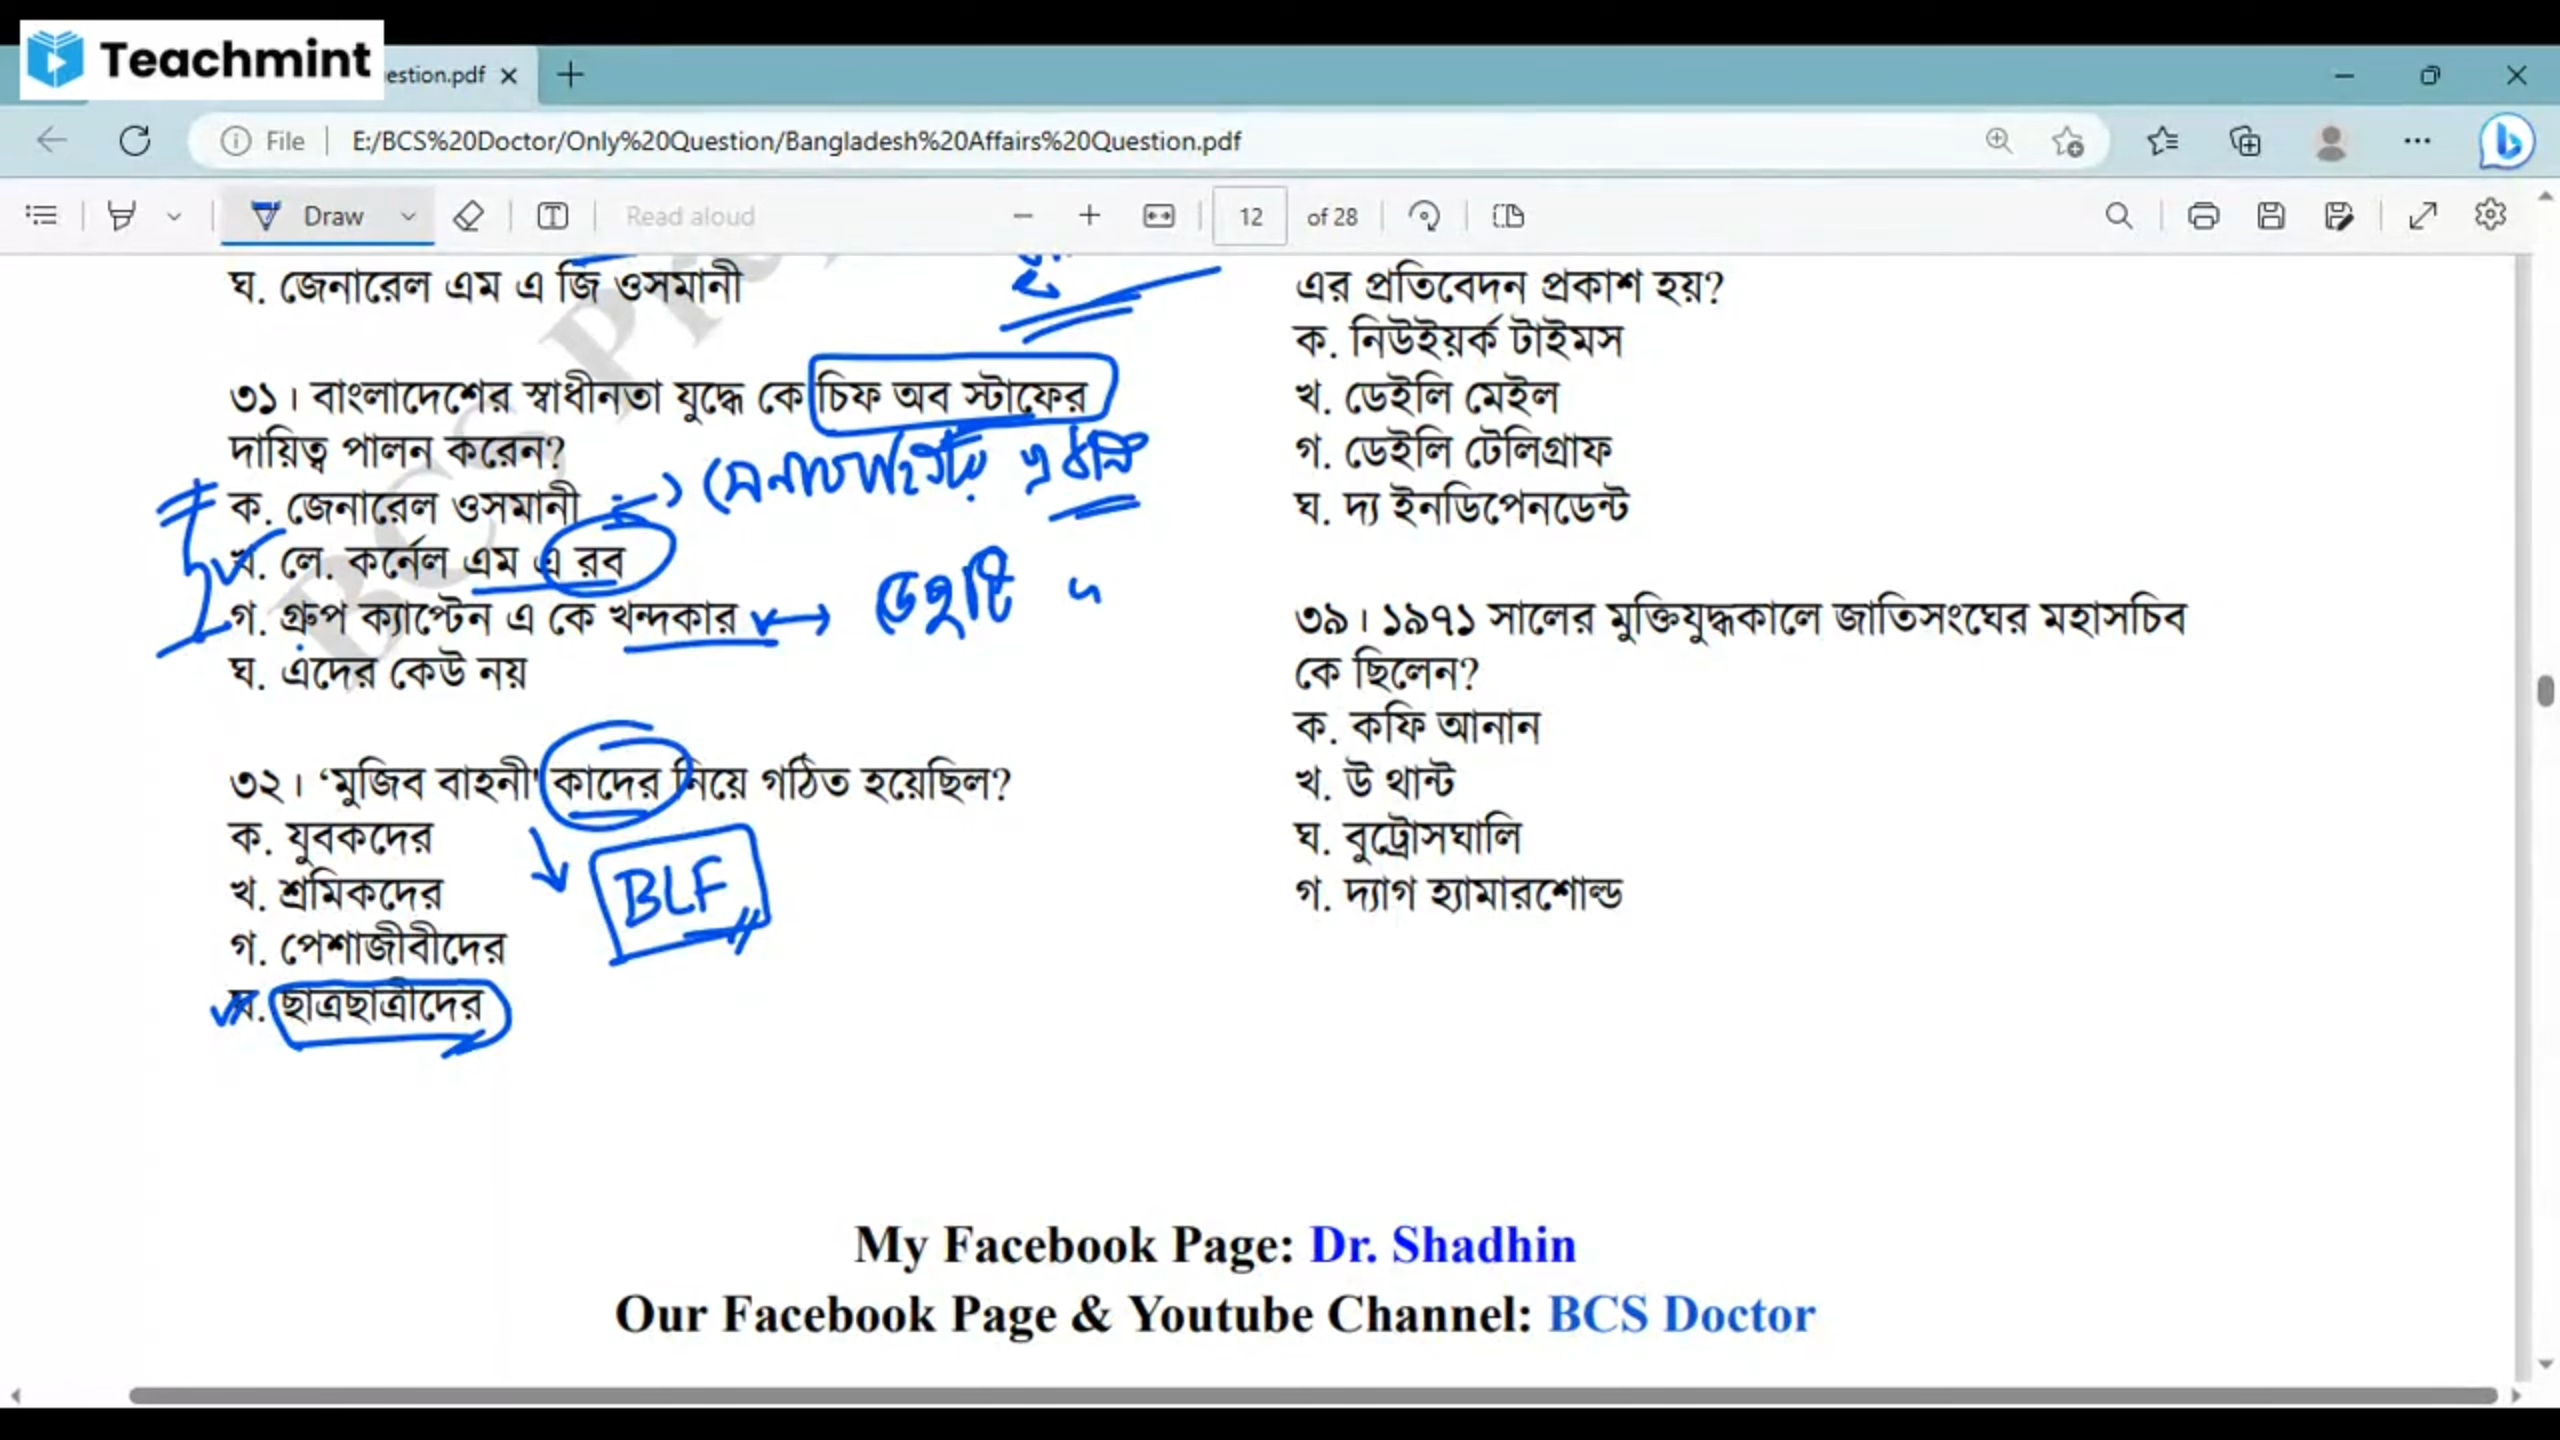 Teachmint
estion.pdf
File
E:/BCS%20Doctor/Only%20Question/Bangladesh%20Affairs%20Question.pdf
Draw
Read aloud
12 of 28
ঘ. জেনারেল এম এ জি ওসমানী
৩১। বাংলাদেশের স্বাধীনতা যুদ্ধে কে চিফ অব স্টাফের
দায়িত্ব পালন করেন?
ক. জেনারেল ওসমানী
খ. লে. কর্নেল এম এ রব
গ. গ্রুপ ক্যাপ্টেন এ কে খন্দকার
ডেপুটি
ঘ. এঁদের কেউ নয়
৩২। ‘মুজিব বাহনী' কাদের নিয়ে গঠিত হয়েছিল?
ক. যুবকদের
BLF
খ. শ্রমিকদের
গ. পেশাজীবীদের
ঘ. ছাত্রছাত্রীদের
এর প্রতিবেদন প্রকাশ হয়?
ক. নিউইয়র্ক টাইমস
খ. ডেইলি মেইল
গ. ডেইলি টেলিগ্রাফ
ঘ. দ্য ইনডিপেনডেন্ট
৩৯। ১৯৭১ সালের মুক্তিযুদ্ধকালে জাতিসংঘের মহাসচিব
কে ছিলেন?
ক. কফি আনান
খ. উ থান্ট
ঘ. বুট্রোসঘালি
গ. দ্যাগ হ্যামারশোল্ড
My Facebook Page: Dr. Shadhin
Our Facebook Page & Youtube Channel: BCS Doctor